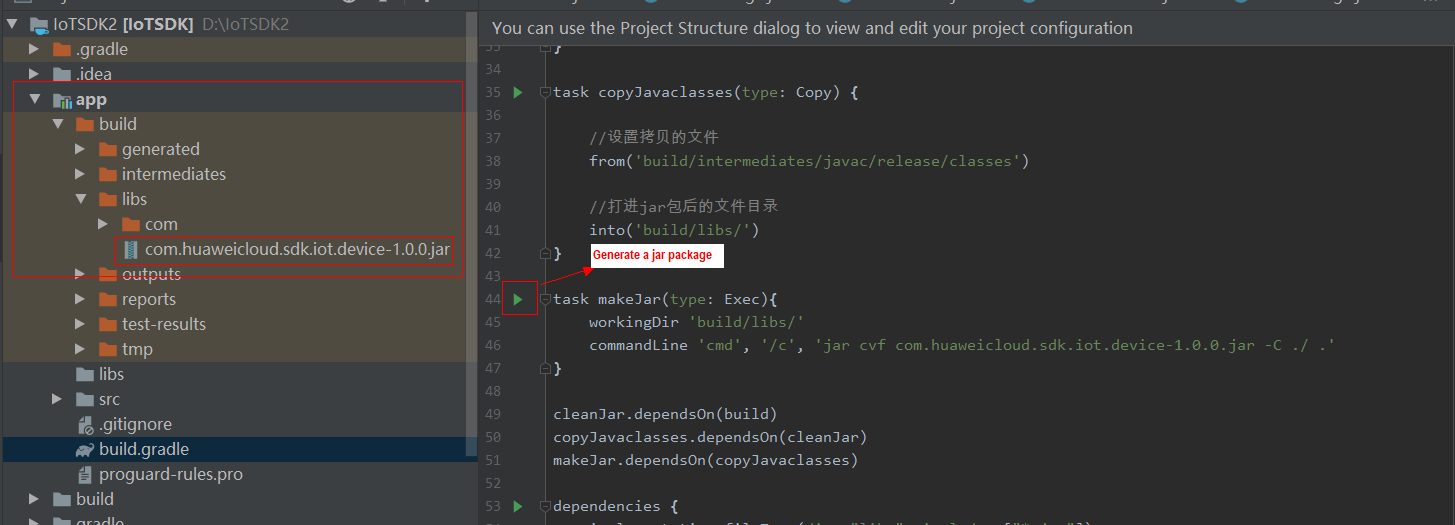 IoTSDK2 [IoTSDK] D:\IoTSDK2
.gradle
.idea
app
build
generated
intermediates
libs
com
com.huaweicloud.sdk.iot.device-1.0.0.jar
outputs
reports
test-results
tmp
libs
src
.gitignore
build.gradle
proguard-rules.pro
build
gradle
You can use the Project Structure dialog to view and edit your project configuration
33 }
34
35 task copyJavaclasses(type: Copy) {
36
37 //设置拷贝的文件
38 from('build/intermediates/javac/release/classes')
39
40 //打进jar包后的文件目录
41 into('build/libs/')
42 }
Generate a jar package
43
44 task makeJar(type: Exec){
45 workingDir 'build/libs/'
46 commandLine 'cmd', '/c', 'jar cvf com.huaweicloud.sdk.iot.device-1.0.0.jar -C ./ .'
47 }
48
49 cleanJar.dependsOn(build)
50 copyJavaclasses.dependsOn(cleanJar)
51 makeJar.dependsOn(copyJavaclasses)
52
53 dependencies {